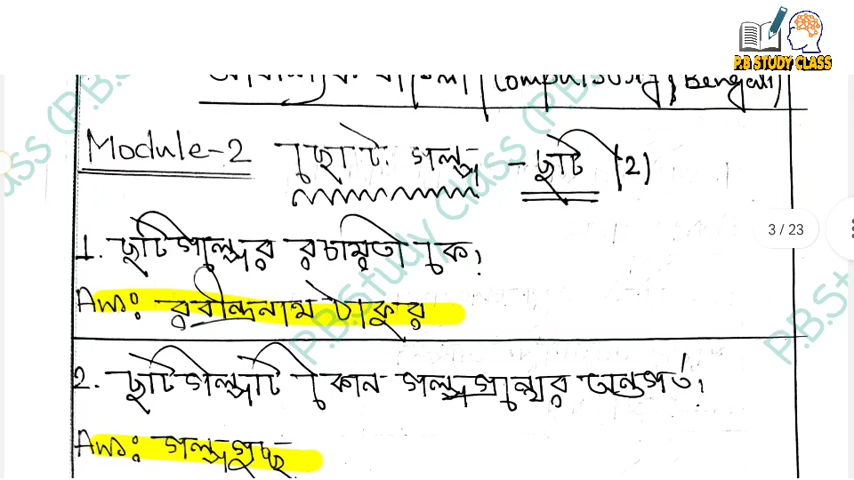 P.B STUDY CLASS
আবশ্যিক বাংলা (Compulsory Bengali)
Module-2 ছোট গল্প - ছুটি (2)
3 / 23
1. ছুটি গল্পের রচয়িতা কে?
Ans: রবীন্দ্রনাথ ঠাকুর
2. ছুটি গল্পটি কোন গল্পগ্রন্থের অন্তর্গত?
Ans: গল্পগুচ্ছ